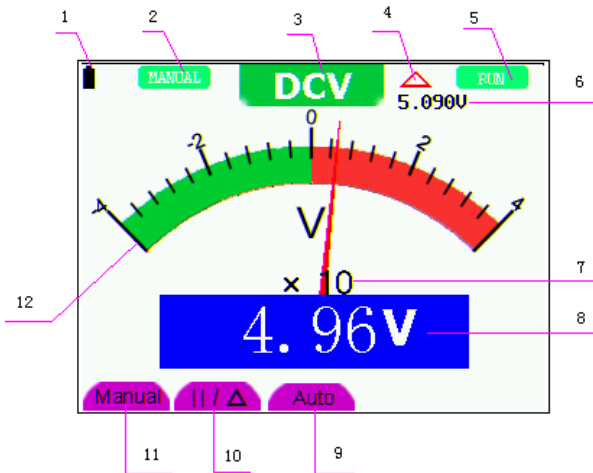 1 2 3 4 5
MANUAL DCV RUN
6
5.090V
-4 -2 0 2 4
V
× 10
7
4.96V
8
12
Manual || / Δ Auto
11 10 9